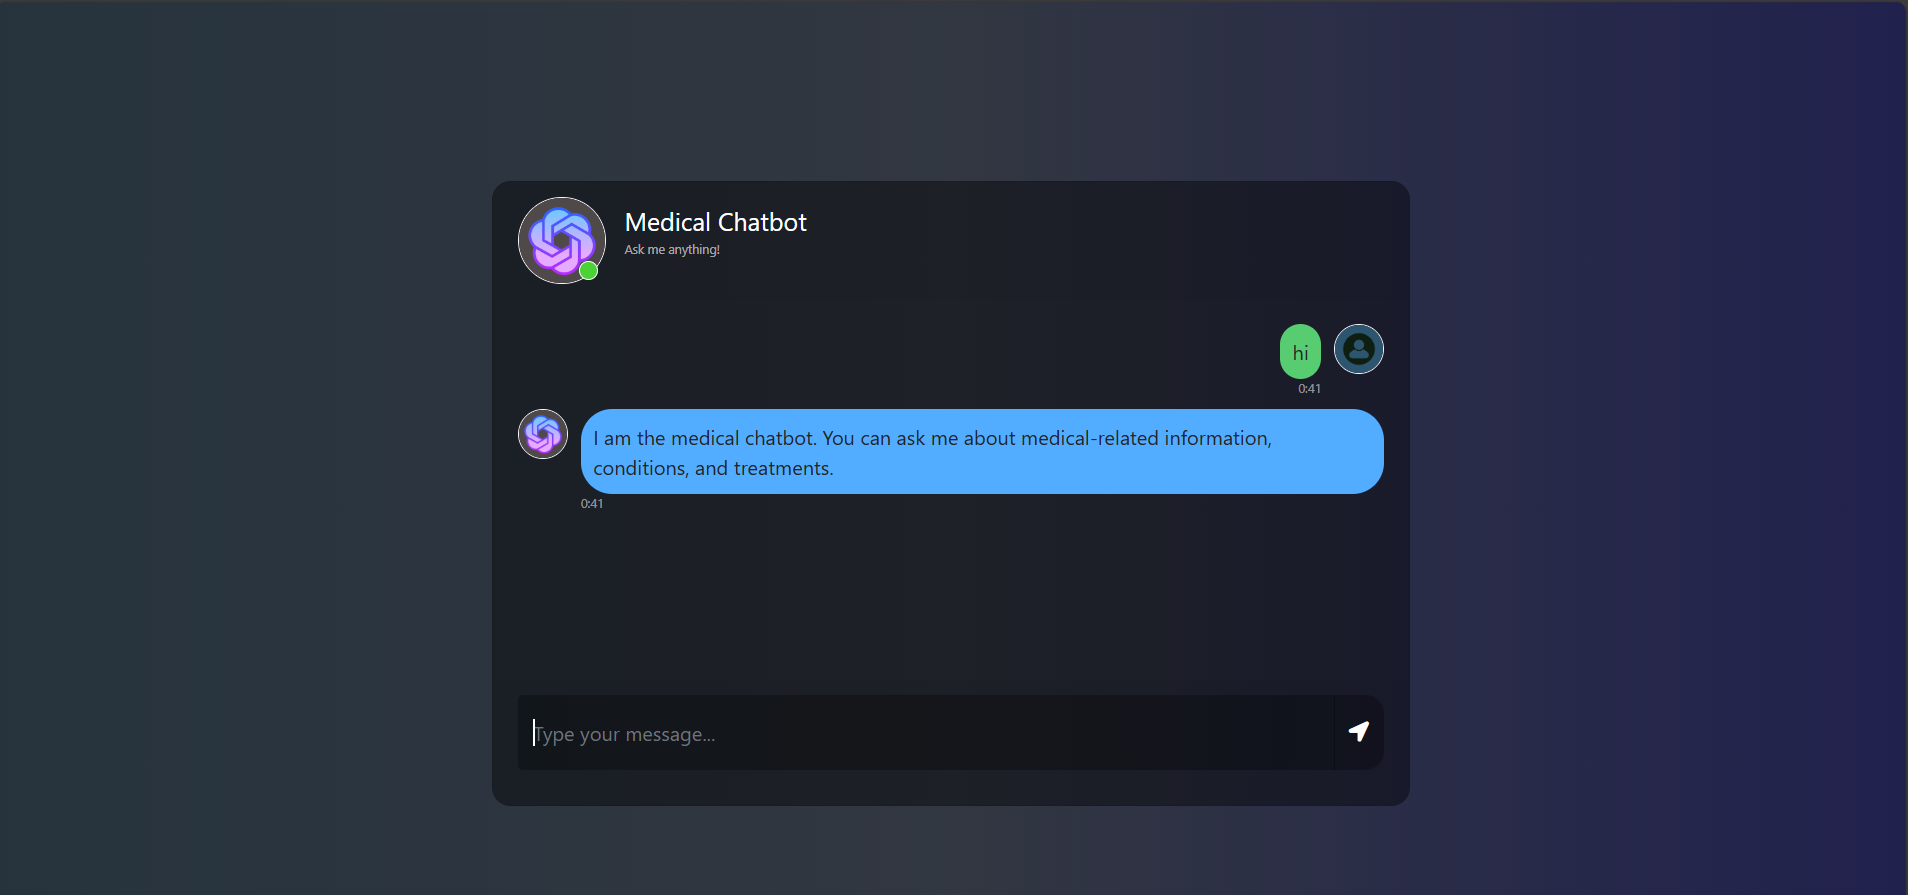 Medical Chatbot
Ask me anything!
hi
0:41
I am the medical chatbot. You can ask me about medical-related information,
conditions, and treatments.
0:41
Type your message...